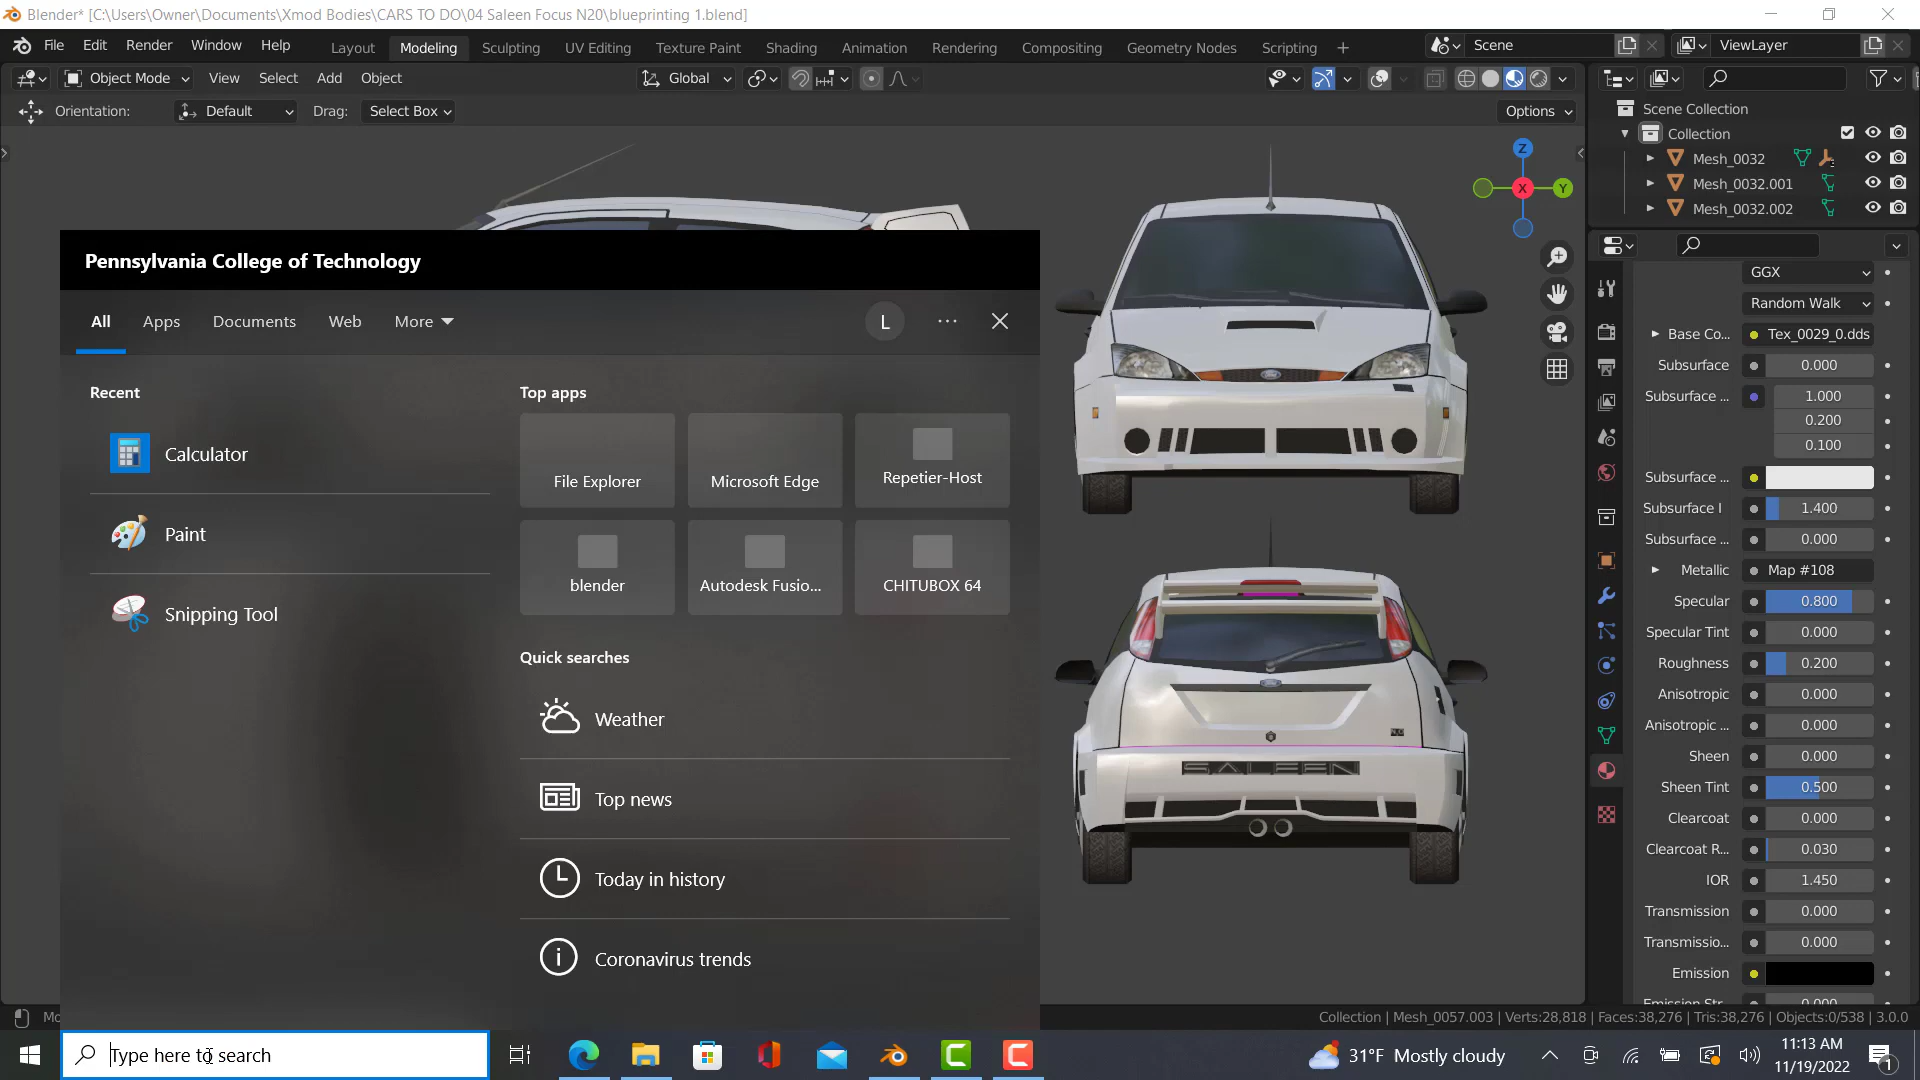 Blender* [C:\Users\Owner\Documents\Xmod Bodies\CARS TO DO\04 Saleen Focus N20\blueprinting 1.blend]
File Edit Render Window Help
Layout Modeling Sculpting UV Editing Texture Paint Shading Animation Rendering Compositing Geometry Nodes Scripting
Scene
ViewLayer
Object Mode View Select Add Object
Global
Orientation: Default Drag: Select Box
Options
Scene Collection
Collection
Mesh_0032
Mesh_0032.001
Mesh_0032.002
Z
X
Y
Pennsylvania College of Technology
All Apps Documents Web More
L
Recent
Calculator
Paint
Snipping Tool
Top apps
File Explorer
Microsoft Edge
Repetier-Host
blender
Autodesk Fusio...
CHITUBOX 64
Quick searches
Weather
Top news
Today in history
Coronavirus trends
SALEEN
GGX
Random Walk
Base Co... Tex_0029_0.dds
Subsurface 0.000
Subsurface ... 1.000
0.200
0.100
Subsurface ...
Subsurface I 1.400
Subsurface ... 0.000
Metallic Map #108
Specular 0.800
Specular Tint 0.000
Roughness 0.200
Anisotropic 0.000
Anisotropic ... 0.000
Sheen 0.000
Sheen Tint 0.500
Clearcoat 0.000
Clearcoat R... 0.030
IOR 1.450
Transmission 0.000
Transmissio... 0.000
Emission
Emission Str... 0.000
Mo
Collection | Mesh_0057.003 | Verts:28,818 | Faces:38,276 | Tris:38,276 | Objects:0/538 | 3.0.0
Type here to search
31°F Mostly cloudy
11:13 AM
11/19/2022
1